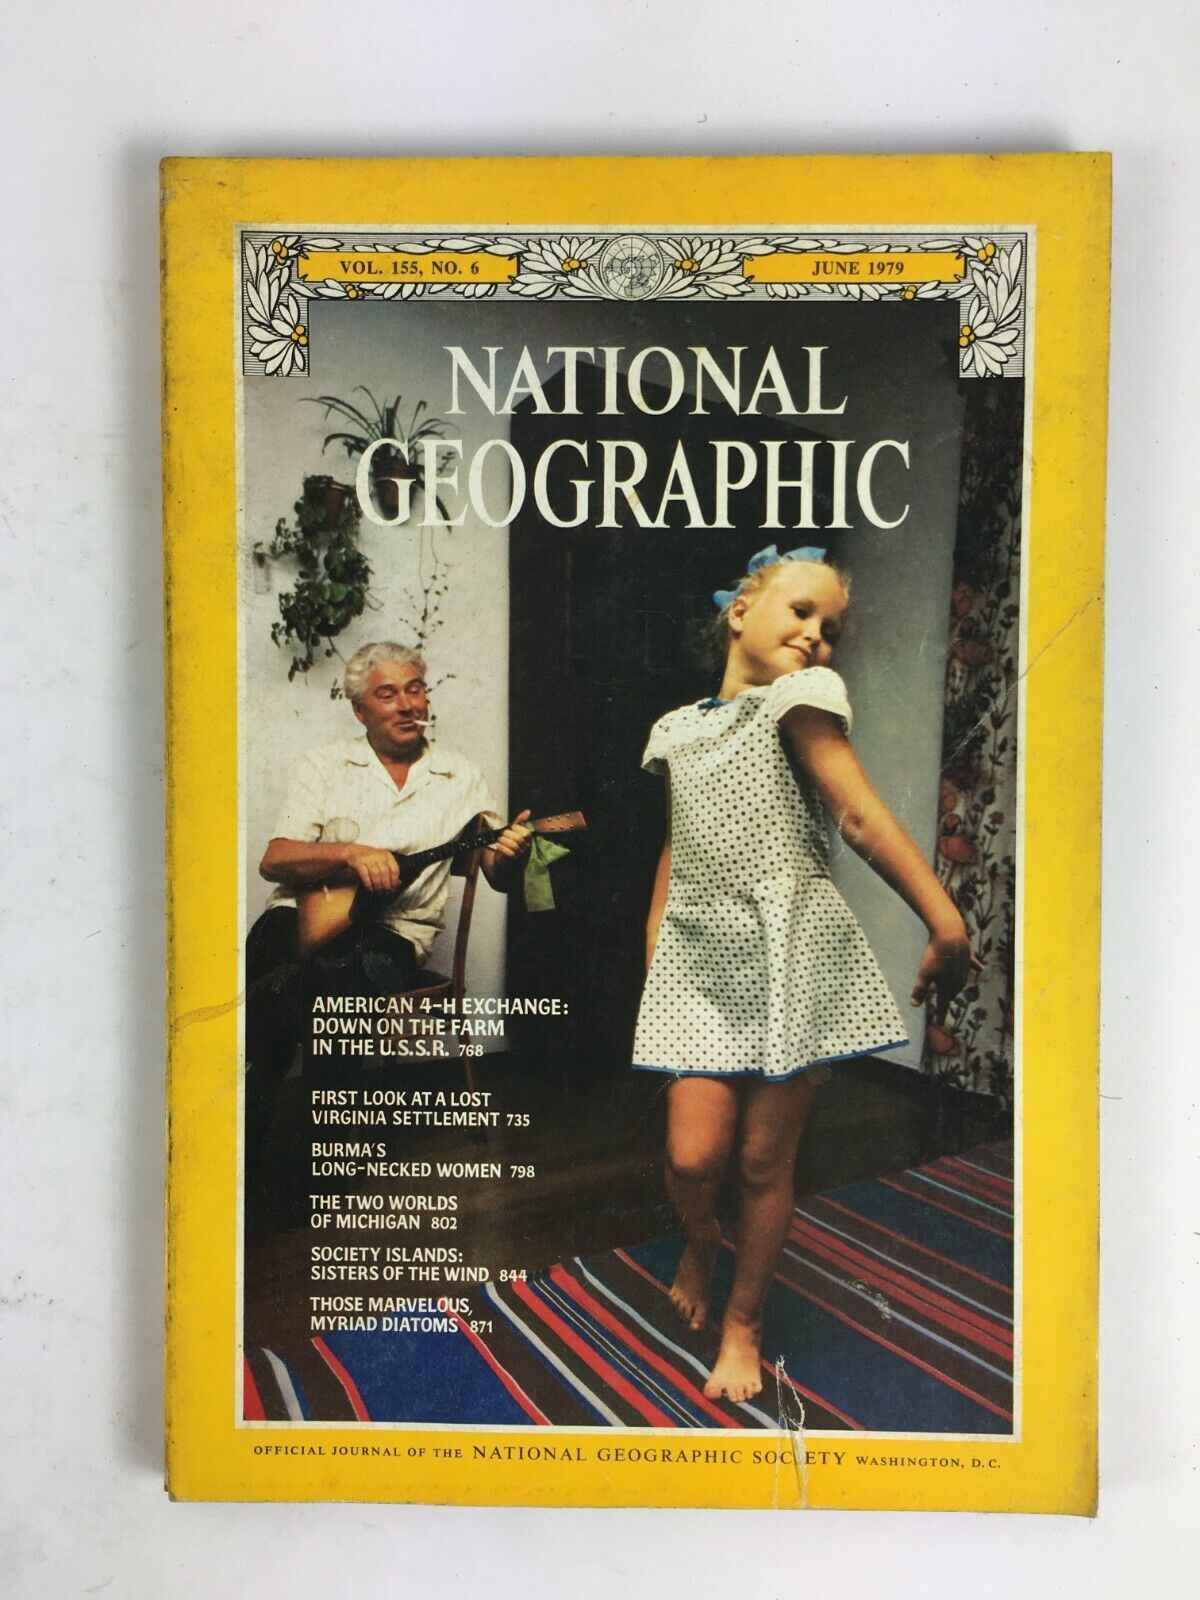 VOL. 155, NO. 6
JUNE 1979
NATIONAL
GEOGRAPHIC
AMERICAN 4-H EXCHANGE:
DOWN ON THE FARM
IN THE U.S.S.R. 768
FIRST LOOK AT A LOST
VIRGINIA SETTLEMENT 735
BURMA'S
LONG-NECKED WOMEN 798
THE TWO WORLDS
OF MICHIGAN 802
SOCIETY ISLANDS:
SISTERS OF THE WIND 844
THOSE MARVELOUS,
MYRIAD DIATOMS 871
OFFICIAL JOURNAL OF THE NATIONAL GEOGRAPHIC SOCIETY WASHINGTON, D.C.